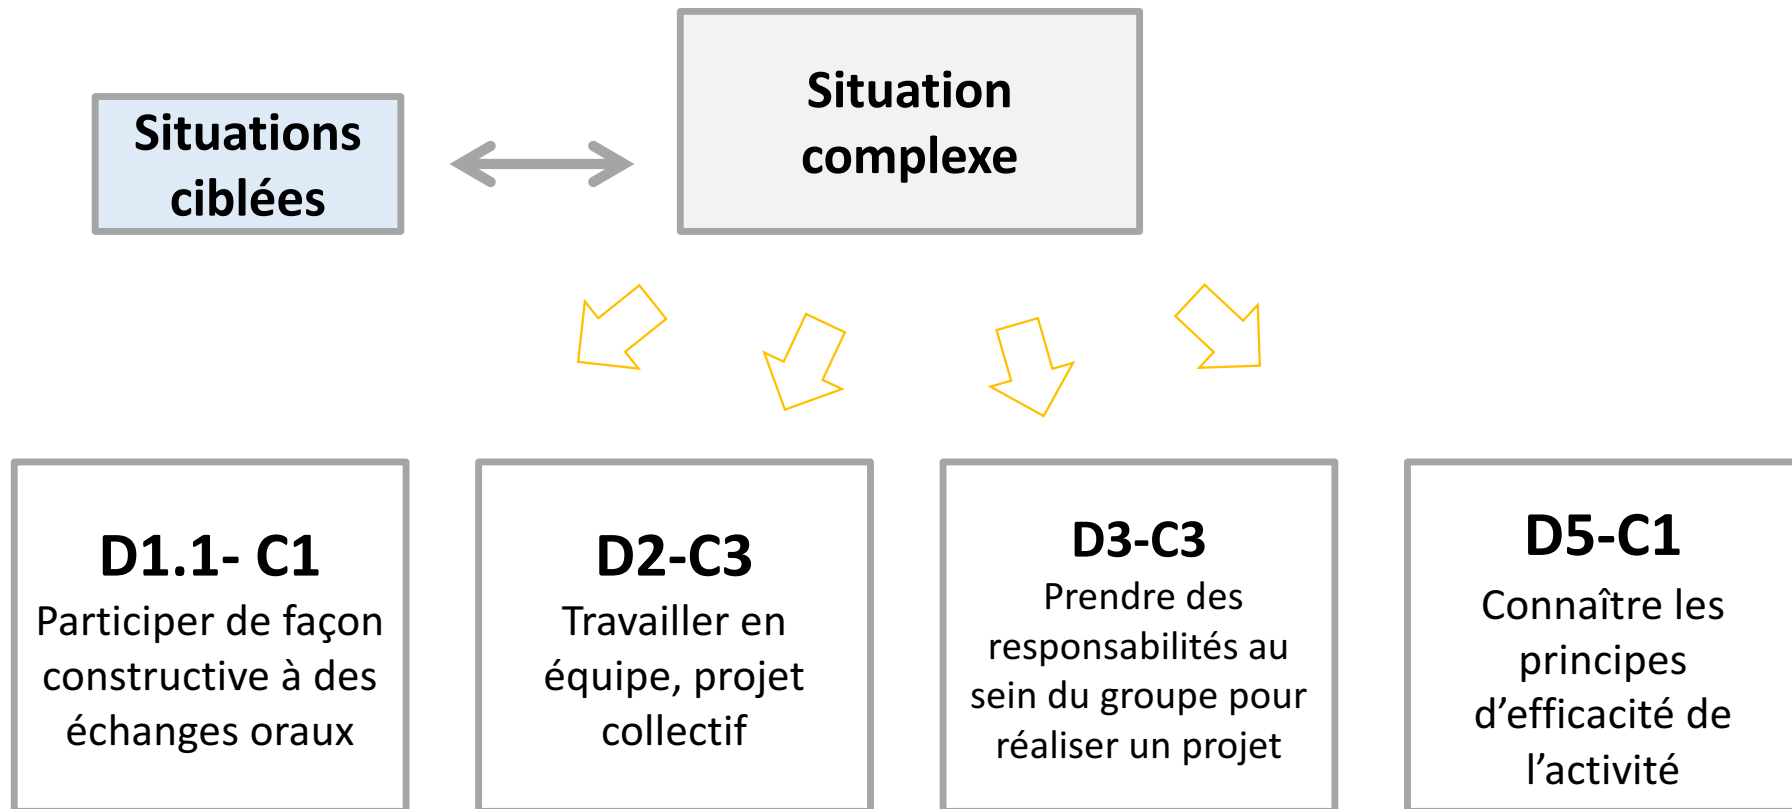 Situations
ciblées
Situation
complexe
D1.1- C1
Participer de façon
constructive à des
échanges oraux
D2-C3
Travailler en
équipe, projet
collectif
D3-C3
Prendre des
responsabilités au
sein du groupe pour
réaliser un projet
D5-C1
Connaître les
principes
d’efficacité de
l’activité